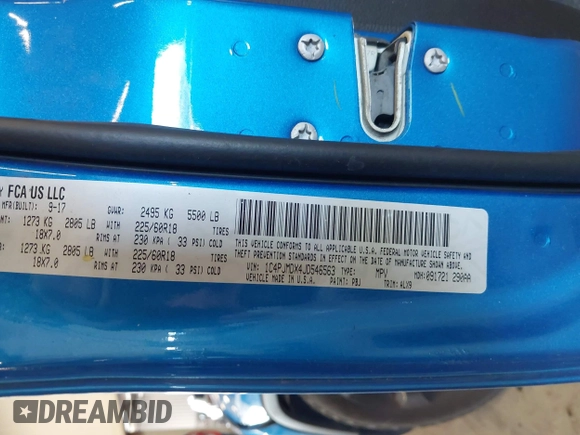 FCA US LLC
MFR(BUILT): 9-17 GVWR: 2495 KG 5500 LB
1273 KG 2805 LB WITH 225/60R18 TIRES
18X7.0 RIMS AT 230 KPA ( 33 PSI) COLD
1273 KG 2805 LB WITH 225/60R18 TIRES
18X7.0 RIMS AT 230 KPA ( 33 PSI) COLD
THIS VEHICLE CONFORMS TO ALL APPLICABLE U.S.A. FEDERAL MOTOR VEHICLE SAFETY AND
THEFT PREVENTION STANDARDS IN EFFECT ON THE DATE OF MANUFACTURE SHOWN ABOVE.
VIN: 1C4PJMDX4JD546563 TYPE: MPV MDH: 091721 290AA
VEHICLE MADE IN U.S.A. PAINT: PBJ TRIM: ALX9
DREAMBID